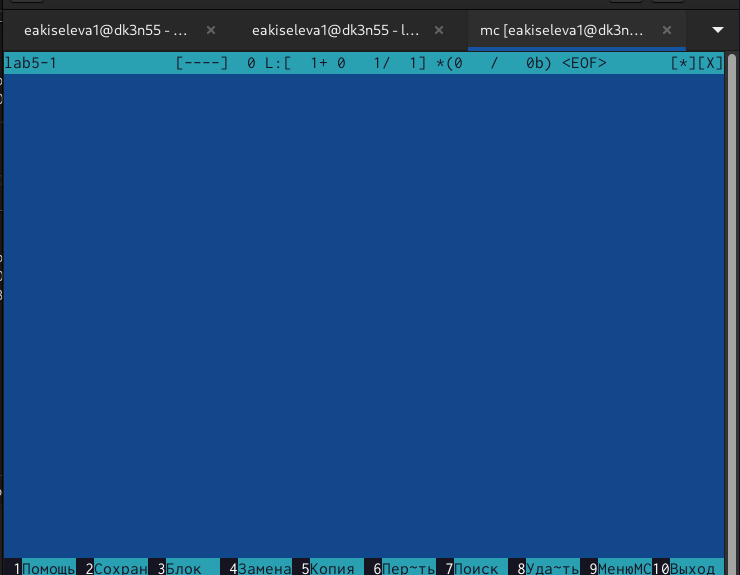 eakiseleva1@dk3n55 - ... × eakiseleva1@dk3n55 - l... × mc [eakiseleva1@dk3n... ×
lab5-1 [----] 0 L:[ 1+ 0 1/ 1] *(0 / 0b) <EOF> [*][X]
1Помощь 2Сохран 3Блок 4Замена 5Копия 6Пер~ть 7Поиск 8Уда~ть 9МенюМС 10Выход